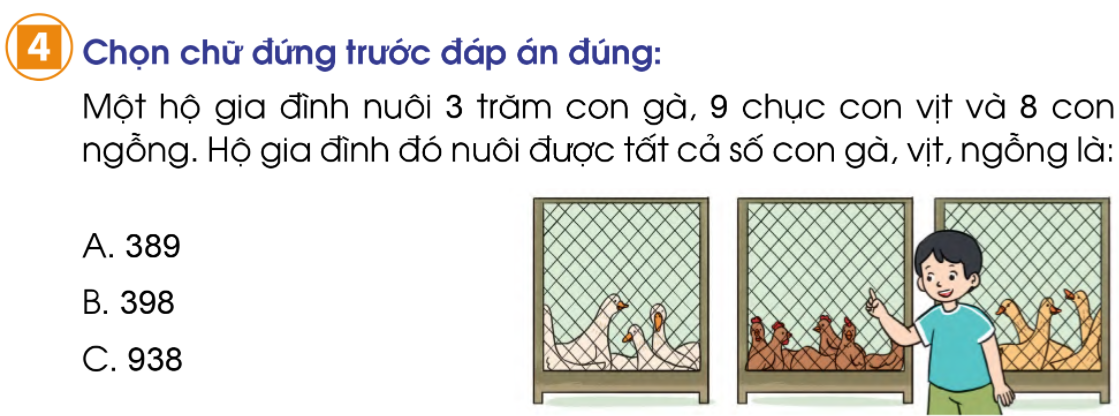 4 Chọn chữ đứng trước đáp án đúng:
Một hộ gia đình nuôi 3 trăm con gà, 9 chục con vịt và 8 con
ngỗng. Hộ gia đình đó nuôi được tất cả số con gà, vịt, ngỗng là:
A. 389
B. 398
C. 938